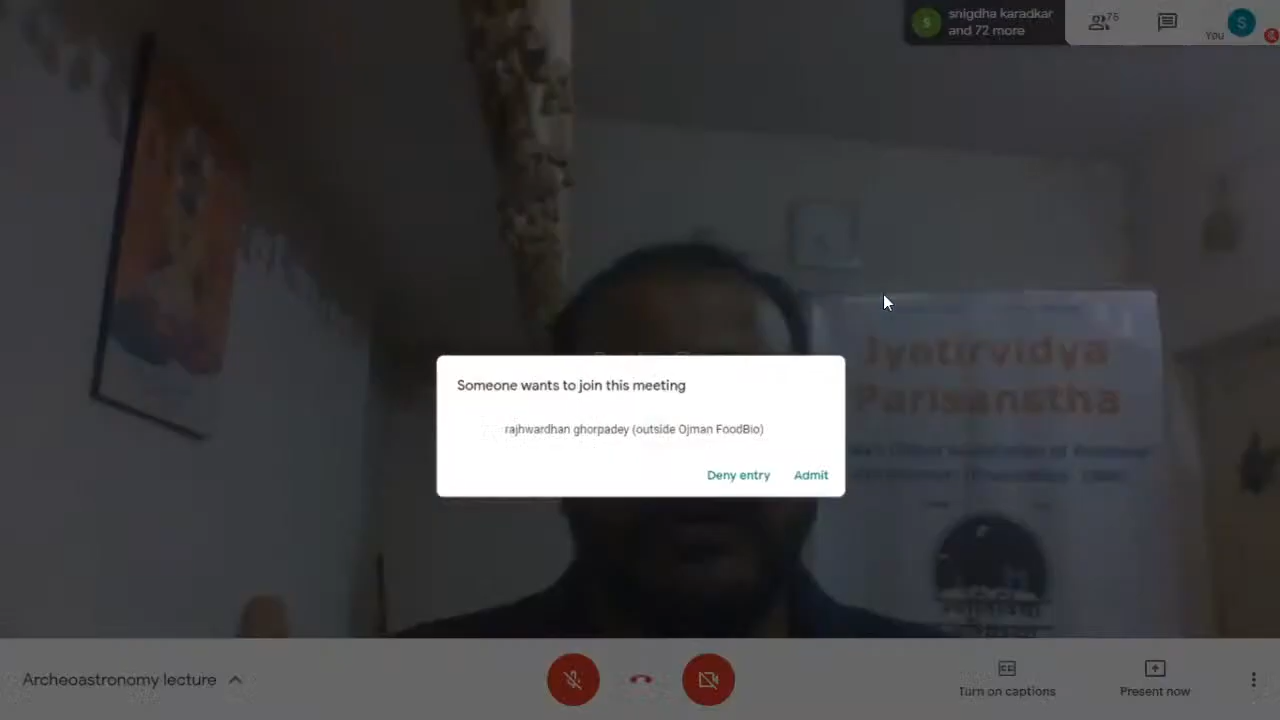 snigdha karadkar
and 72 more
75
You
S
S
Someone wants to join this meeting
rajhwardhan ghorpadey (outside Ojman FoodBio)
Deny entry
Admit
Jyotirvidya
Parisanstha
Archeoastronomy lecture
Turn on captions
Present now